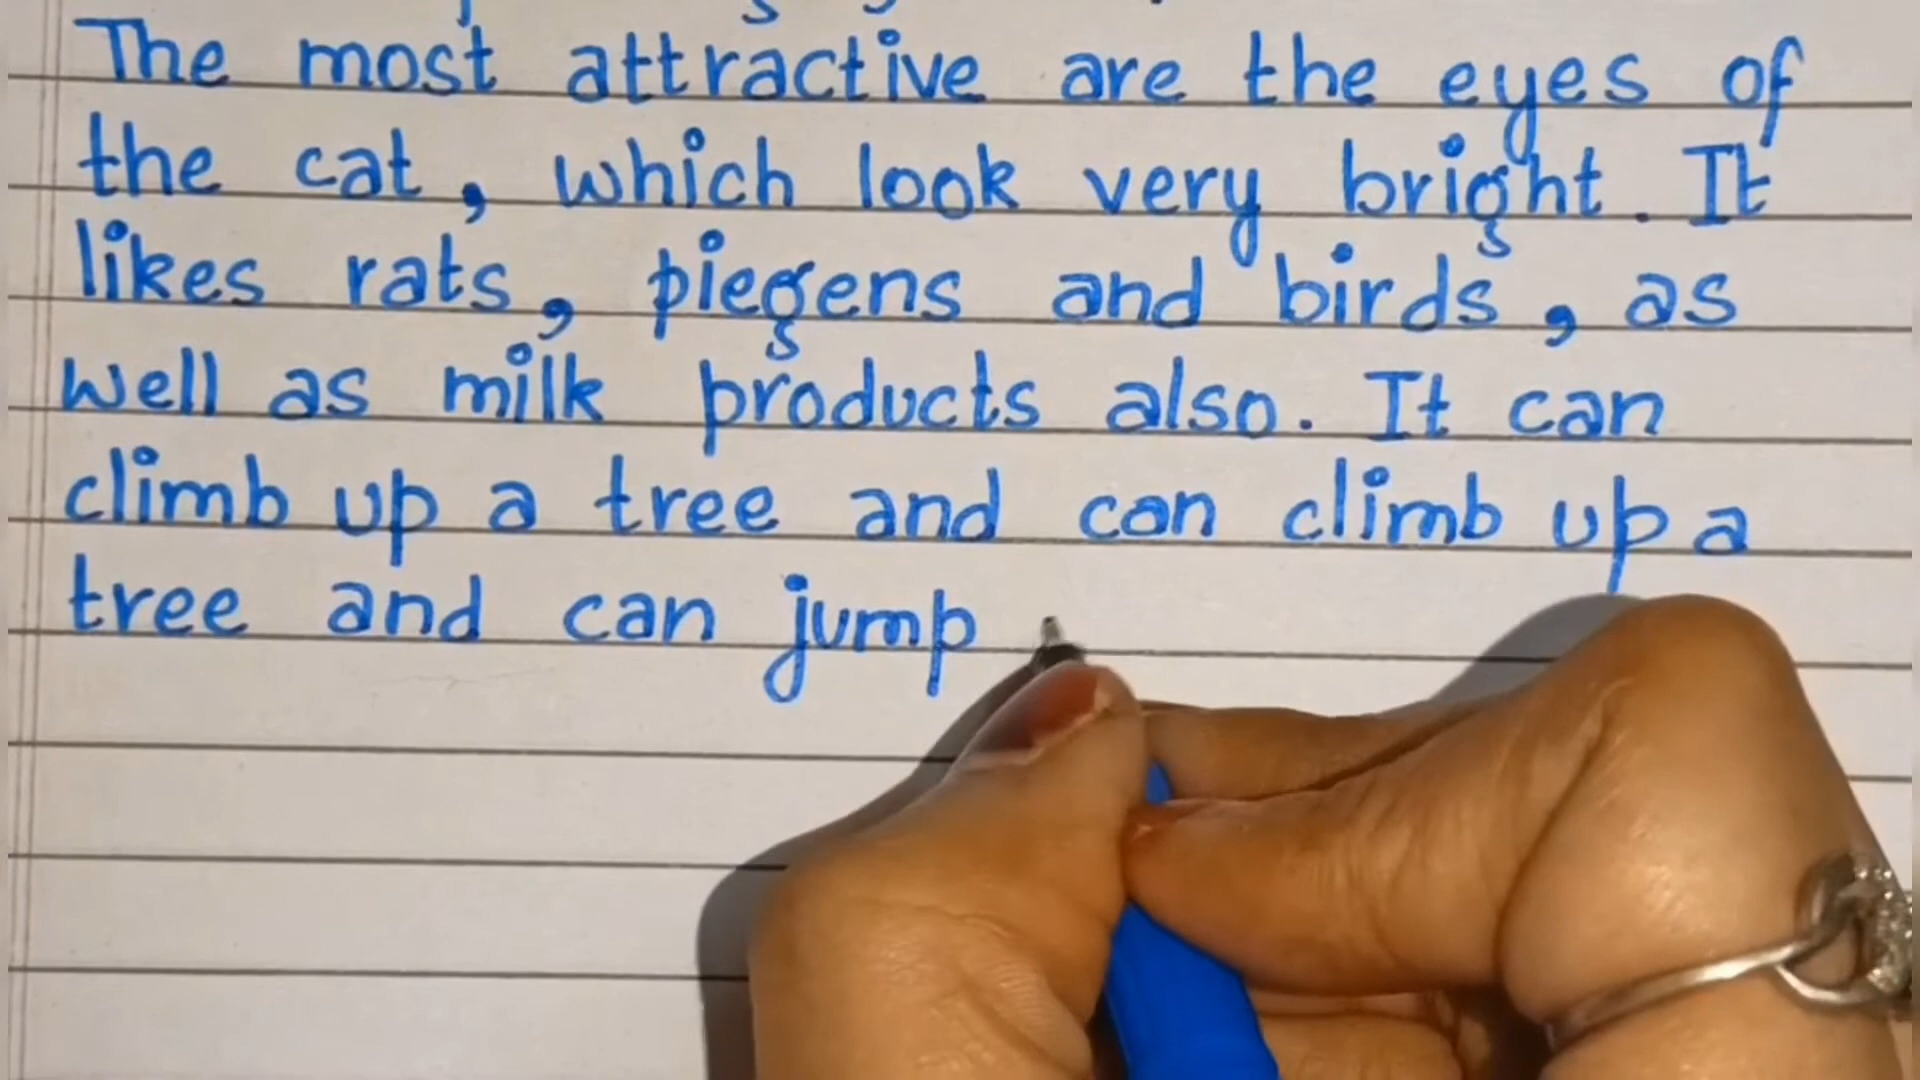 The most attractive are the eyes of
the cat, which look very bright. It
likes rats, piegens and birds, as
well as milk products also. It can
climb up a tree and can climb up a
tree and can jump